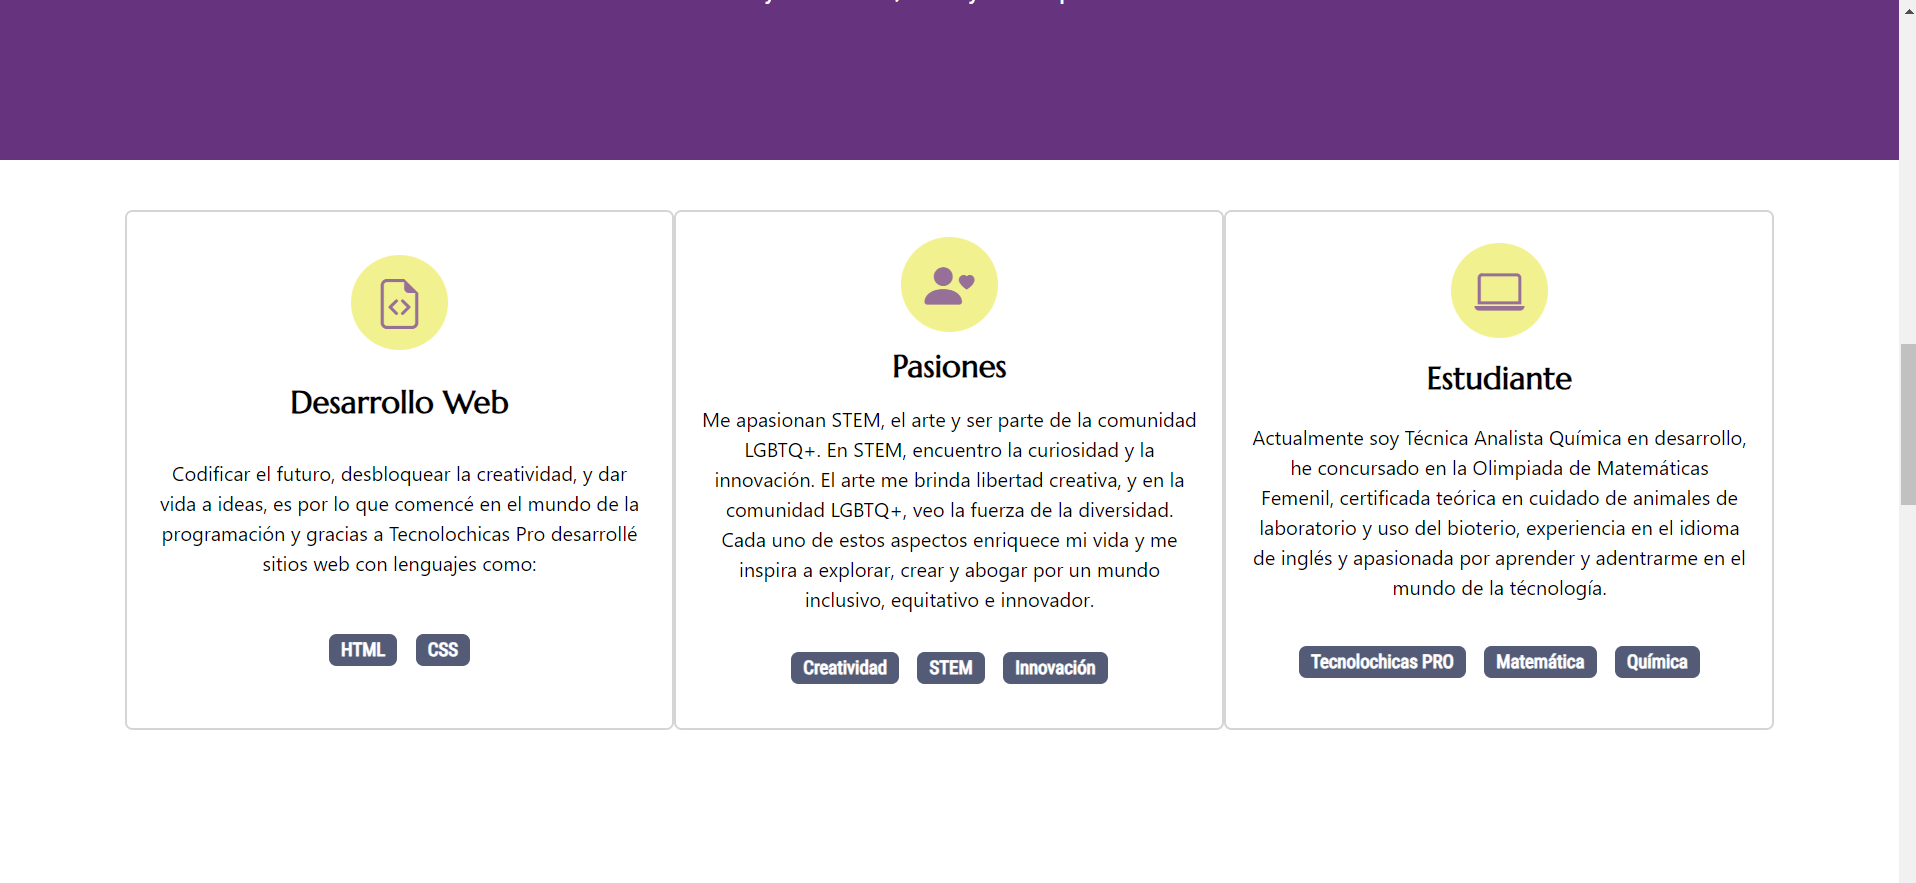 Desarrollo Web
Codificar el futuro, desbloquear la creatividad, y dar
vida a ideas, es por lo que comencé en el mundo de la
programación y gracias a Tecnolochicas Pro desarrollé
sitios web con lenguajes como:
HTML CSS
Pasiones
Me apasionan STEM, el arte y ser parte de la comunidad
LGBTQ+. En STEM, encuentro la curiosidad y la
innovación. El arte me brinda libertad creativa, y en la
comunidad LGBTQ+, veo la fuerza de la diversidad.
Cada uno de estos aspectos enriquece mi vida y me
inspira a explorar, crear y abogar por un mundo
inclusivo, equitativo e innovador.
Creatividad STEM Innovación
Estudiante
Actualmente soy Técnica Analista Química en desarrollo,
he concursado en la Olimpiada de Matemáticas
Femenil, certificada teórica en cuidado de animales de
laboratorio y uso del bioterio, experiencia en el idioma
de inglés y apasionada por aprender y adentrarme en el
mundo de la técnología.
Tecnolochicas PRO Matemática Química